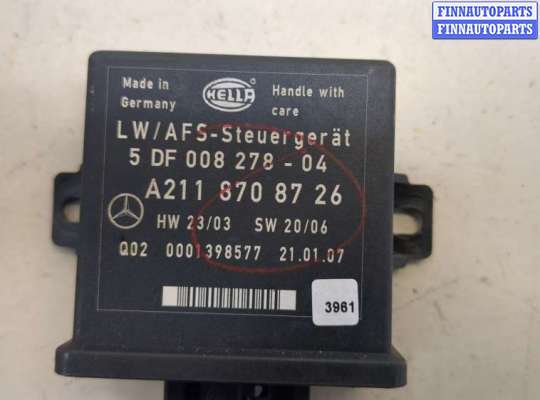 FINNAUTOPARTS
FINNAUTOPARTS
Made in
Germany
HELLA
Handle with
care
LW/AFS-Steuergerät
5 DF 008 278 - 04
A211 870 87 26
HW 23/03 SW 20/06
Q02 0001398577 21.01.07
3961